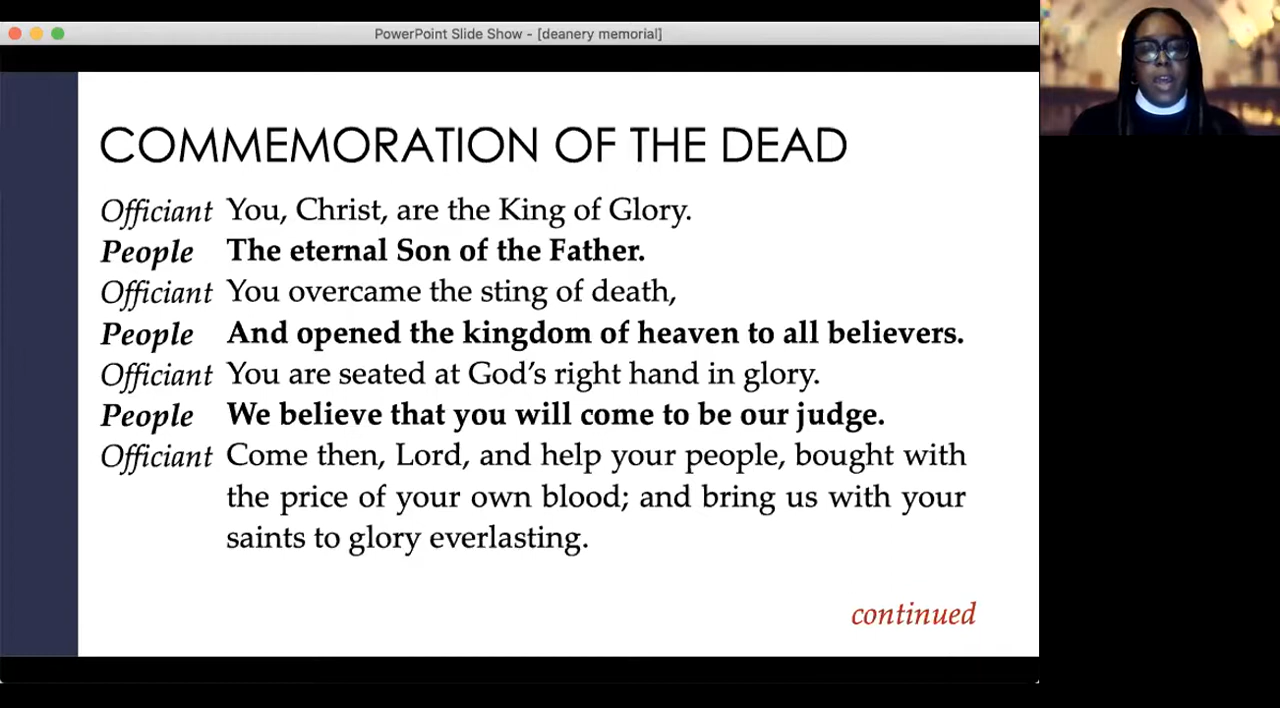 PowerPoint Slide Show - [deanery memorial]
COMMEMORATION OF THE DEAD
Officiant You, Christ, are the King of Glory.
People The eternal Son of the Father.
Officiant You overcame the sting of death,
People And opened the kingdom of heaven to all believers.
Officiant You are seated at God’s right hand in glory.
People We believe that you will come to be our judge.
Officiant Come then, Lord, and help your people, bought with
the price of your own blood; and bring us with your
saints to glory everlasting.
continued